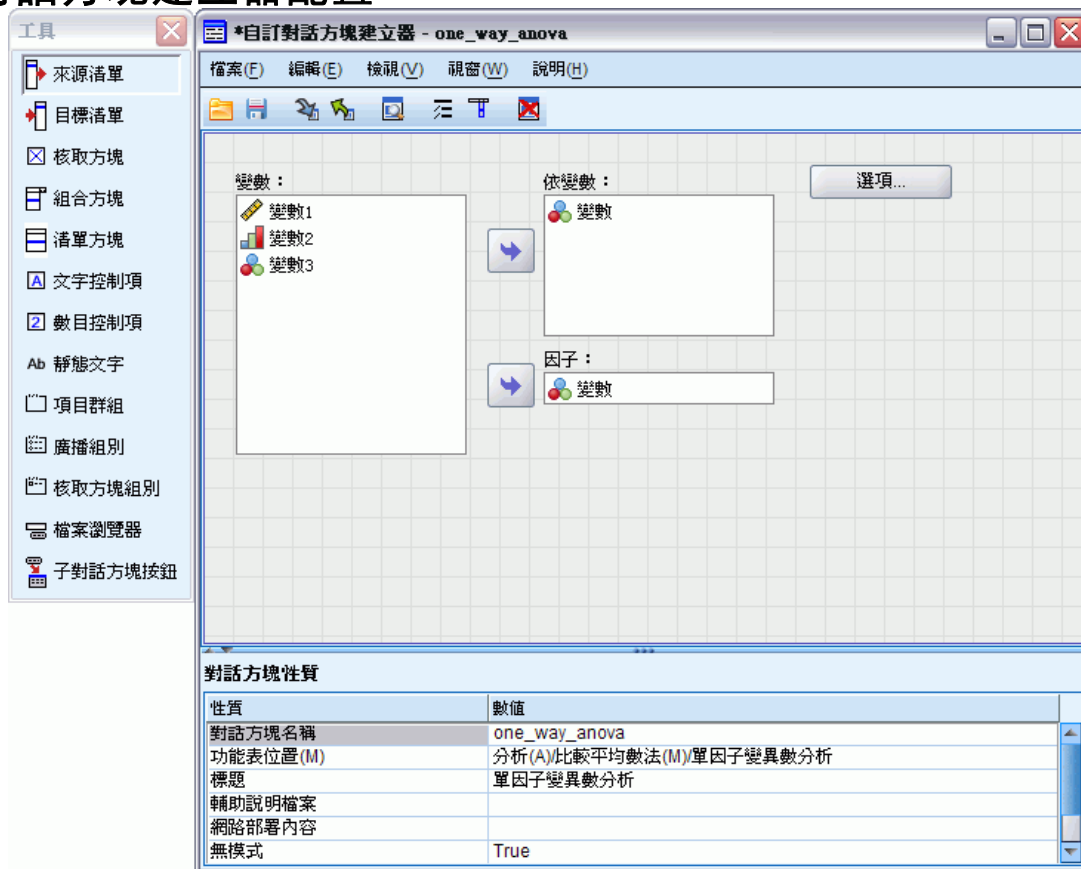 工具
來源清單
目標清單
核取方塊
組合方塊
清單方塊
A 文字控制項
2 數目控制項
Ab 靜態文字
項目群組
廣播組別
核取方塊組別
檔案瀏覽器
子對話方塊按鈕
*自訂對話方塊建立器 - one_way_anova
檔案(F) 編輯(E) 檢視(V) 視窗(W) 說明(H)
變數：
變數1
變數2
變數3
依變數：
變數
因子：
變數
選項...
對話方塊性質
性質 數值
對話方塊名稱 one_way_anova
功能表位置(M) 分析(A)/比較平均數法(M)/單因子變異數分析
標題 單因子變異數分析
輔助說明檔案
網路部署內容
無模式 True